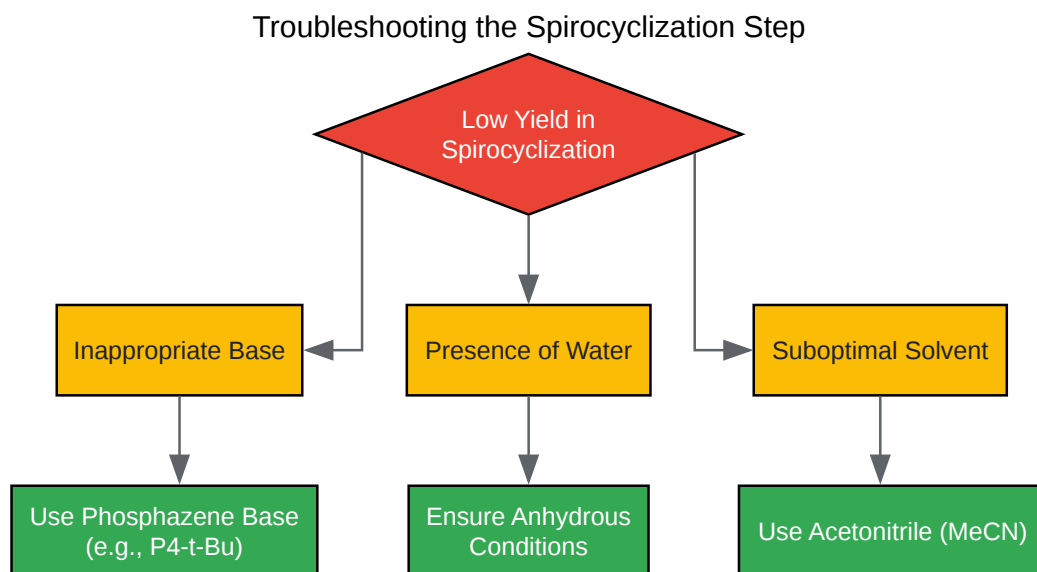 Troubleshooting the Spirocyclization Step
Low Yield in
Spirocyclization
Inappropriate Base
Presence of Water
Suboptimal Solvent
Use Phosphazene Base
(e.g., P4-t-Bu)
Ensure Anhydrous
Conditions
Use Acetonitrile (MeCN)